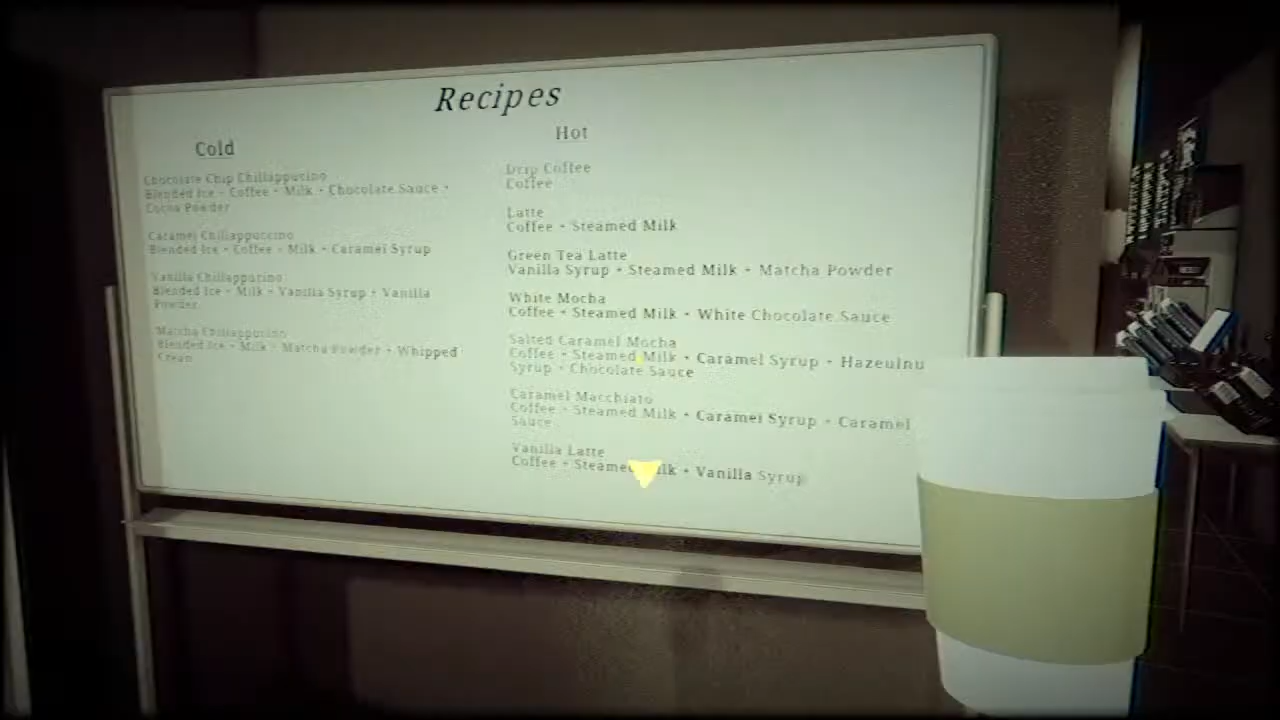 Recipes
Cold
Chocolate Chip Chillappucino
Blended Ice - Coffee - Milk - Chocolate Sauce -
Cocoa Powder
Caramel Chillappuccino
Blended Ice - Coffee - Milk - Caramel Syrup
Vanilla Chillappucino
Blended Ice - Milk - Vanilla Syrup + Vanilla
Powder
Matcha Chillappucino
Blended Ice - Milk - Matcha Powder + Whipped
Cream
Hot
Drip Coffee
Coffee
Latte
Coffee - Steamed Milk
Green Tea Latte
Vanilla Syrup + Steamed Milk + Matcha Powder
White Mocha
Coffee - Steamed Milk - White Chocolate Sauce
Salted Caramel Mocha
Coffee - Steamed Milk - Caramel Syrup + Hazeulnu
Syrup - Chocolate Sauce
Caramel Macchiato
Coffee - Steamed Milk - Caramel Syrup + Caramel
Sauce
Vanilla Latte
Coffee - Steamed Milk + Vanilla Syrup